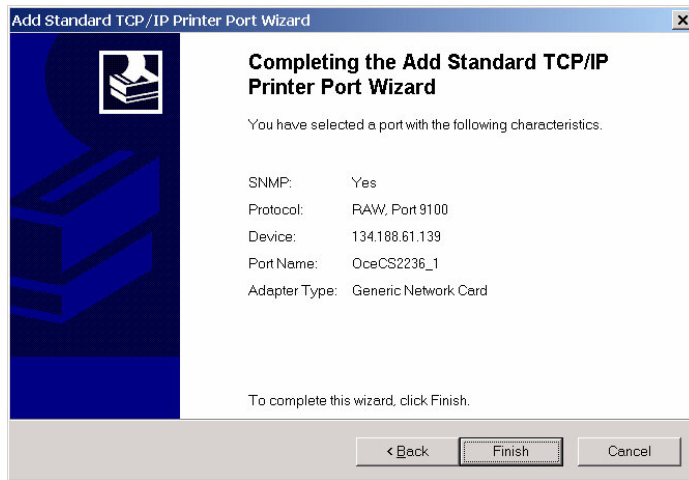 Add Standard TCP/IP Printer Port Wizard
Completing the Add Standard TCP/IP
Printer Port Wizard
You have selected a port with the following characteristics.
SNMP: Yes
Protocol: RAW, Port 9100
Device: 134.188.61.139
Port Name: OceCS2236_1
Adapter Type: Generic Network Card
To complete this wizard, click Finish.
< Back Finish Cancel